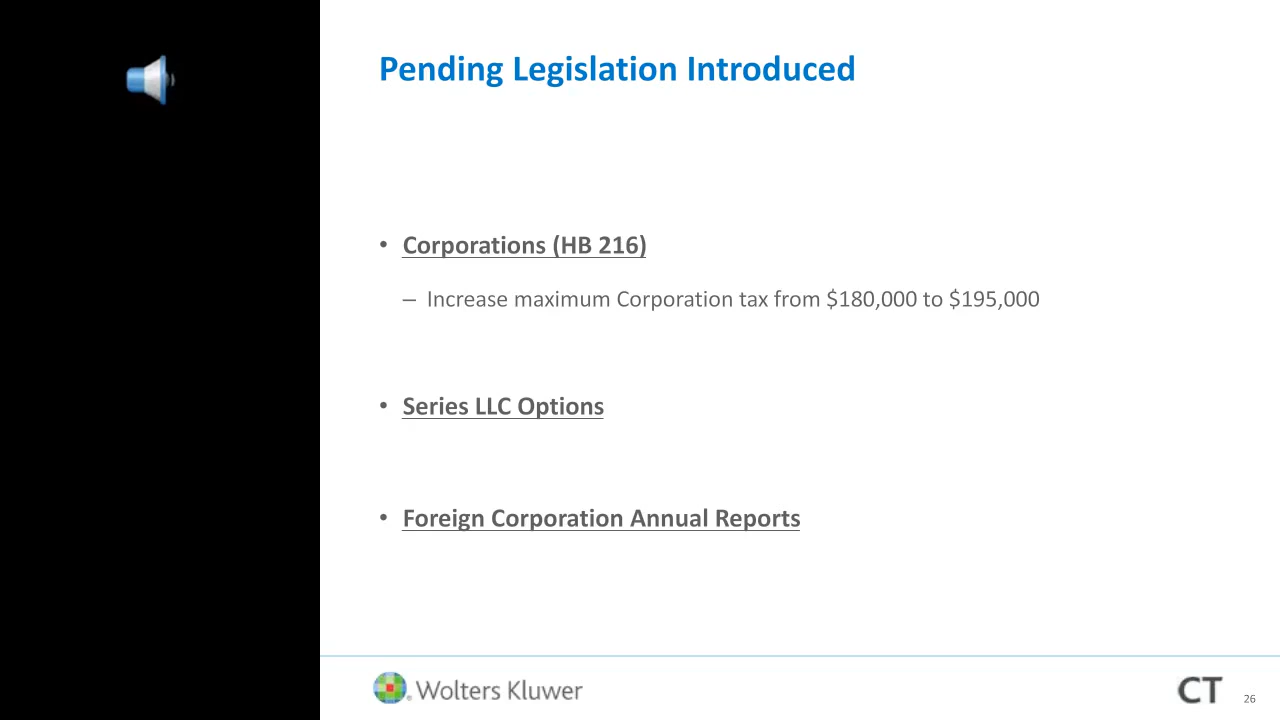 Pending Legislation Introduced
• Corporations (HB 216)
– Increase maximum Corporation tax from $180,000 to $195,000
• Series LLC Options
• Foreign Corporation Annual Reports
Wolters Kluwer
CT
26